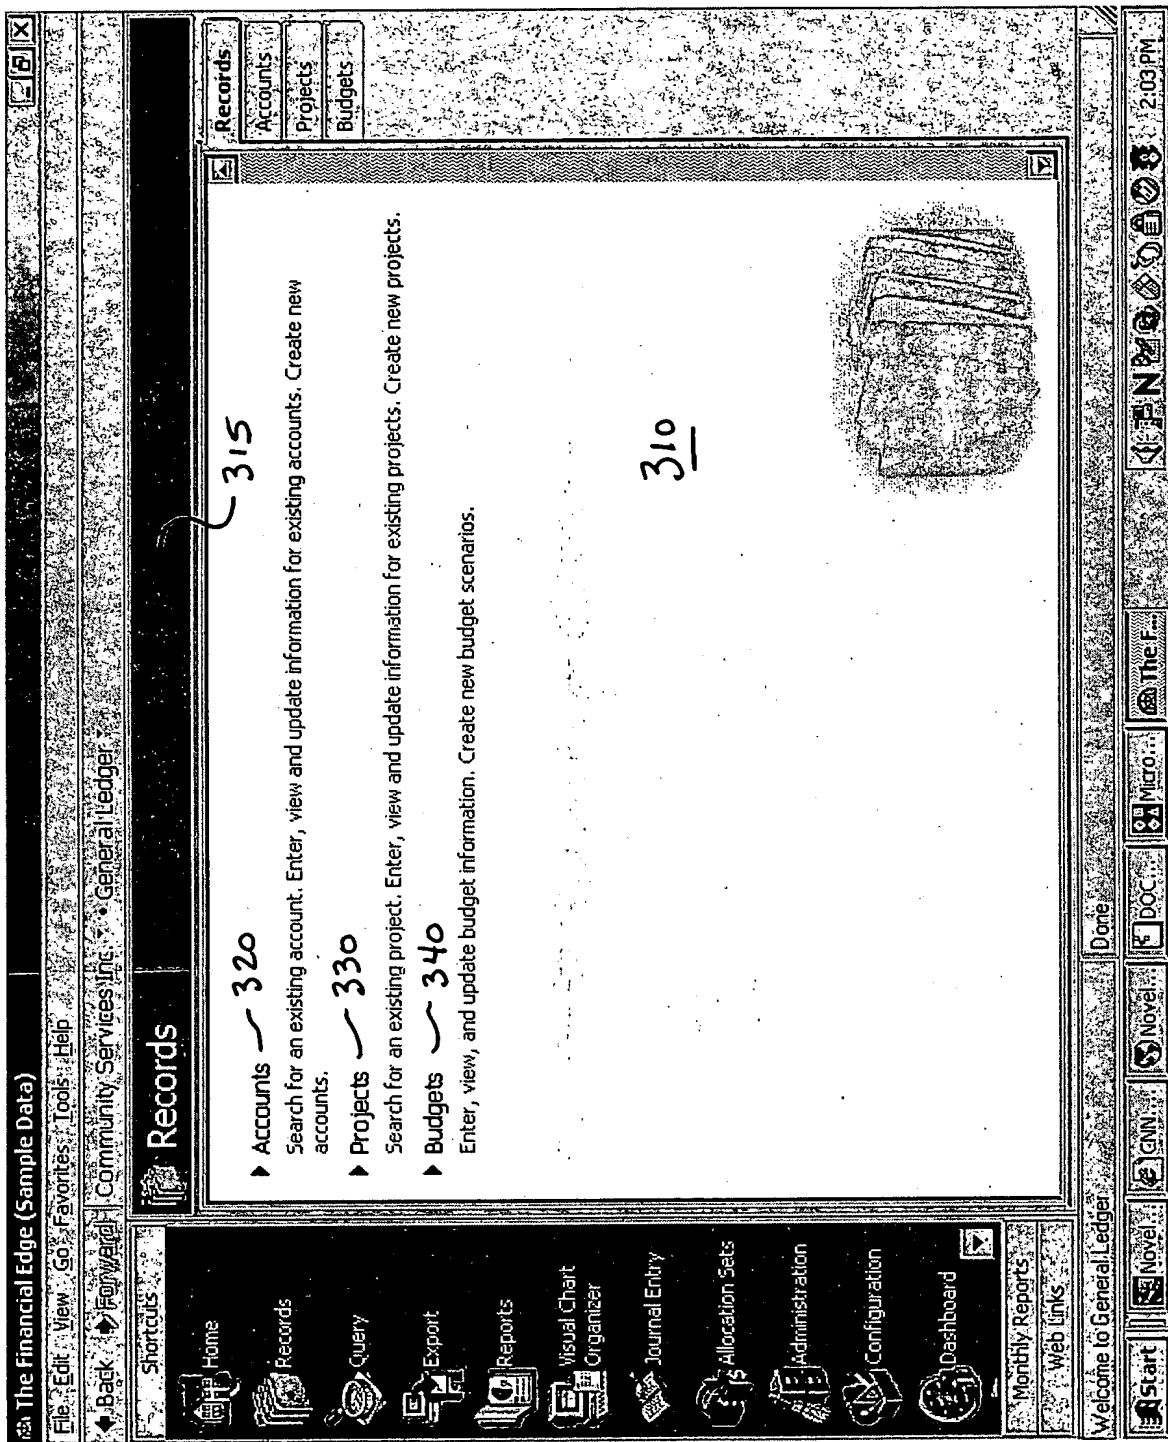 The Financial Edge (Sample Data)
File Edit View Go Favorites Tools Help
Back Forward Community Services Inc. • General Ledger
Shortcuts
Home
Records
Query
Export
Reports
Visual Chart
Organizer
Journal Entry
Allocation Sets
Administration
Configuration
Dashboard
Monthly Reports
Web Links
Records
315
Accounts 320
Search for an existing account. Enter, view and update information for existing accounts. Create new
accounts.
Projects 330
Search for an existing project. Enter, view and update information for existing projects. Create new projects.
Budgets 340
Enter, view, and update budget information. Create new budget scenarios.
310
Records
Accounts
Projects
Budgets
Welcome to General Ledger
Done
Start Novel... CNN... Novel... DOC... Micro... The F... N 2:03 PM